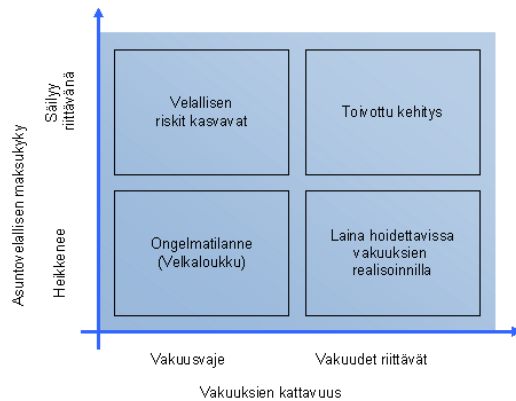 Asuntovelallisen maksukyky
Säilyy
riittävänä
Heikkenee
Velallisen
riskit kasvavat
Toivottu kehitys
Ongelmatilanne
(Velkaloukku)
Laina hoidettavissa
vakuuksien
realisoinnilla
Vakuusvaje
Vakuudet riittävät
Vakuuksien kattavuus